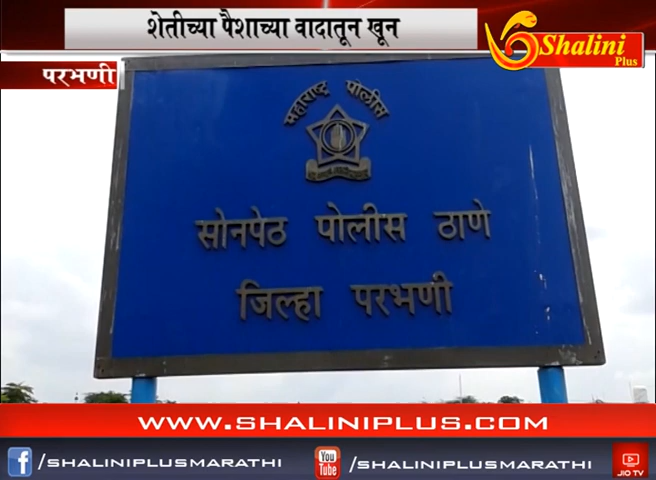 शेतीच्या पैशाच्या वादातून खून
Shalini
Plus
परभणी
महाराष्ट्र पोलीस
सोनपेठ पोलीस ठाणे
जिल्हा परभणी
WWW.SHALINIPLUS.COM
f /SHALINIPLUSMARATHI You Tube /SHALINIPLUSMARATHI JIO TV